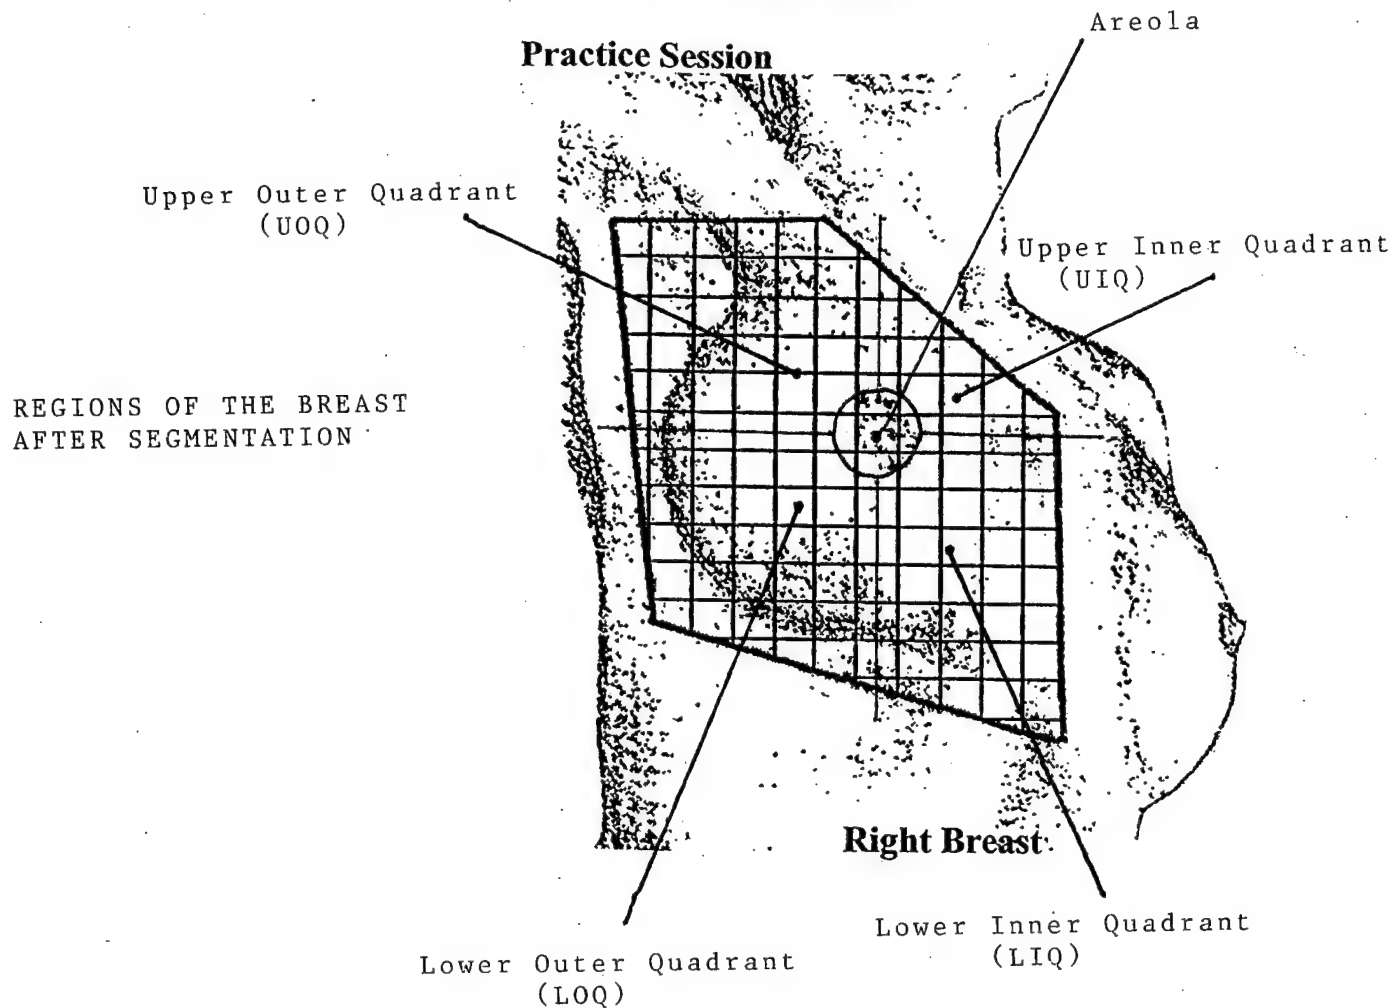 Areola
Practice Session
Upper Outer Quadrant
(UOQ)
Upper Inner Quadrant
(UIQ)
REGIONS OF THE BREAST
AFTER SEGMENTATION
Right Breast
Lower Inner Quadrant
(LIQ)
Lower Outer Quadrant
(LOQ)